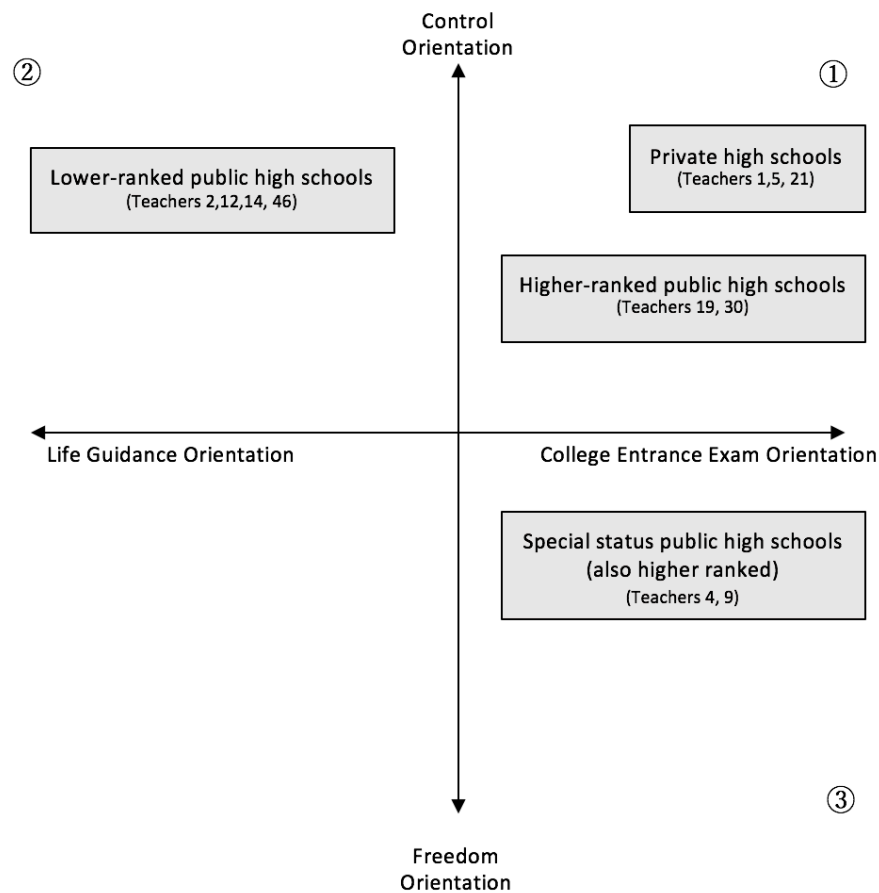 Control
Orientation
②
①
Private high schools
(Teachers 1,5, 21)
Lower-ranked public high schools
(Teachers 2,12,14, 46)
Higher-ranked public high schools
(Teachers 19, 30)
Life Guidance Orientation
College Entrance Exam Orientation
Special status public high schools
(also higher ranked)
(Teachers 4, 9)
③
Freedom
Orientation